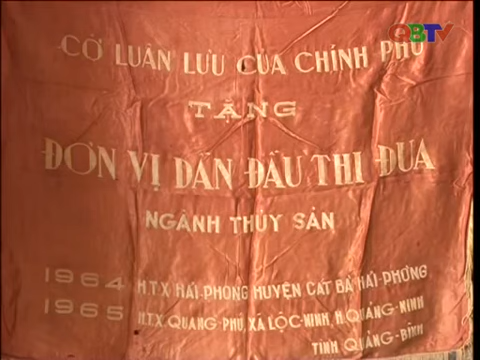 QBTV
CỜ LUÂN LƯU CỦA CHÍNH PHỦ
TẶNG
ĐƠN VỊ DẪN ĐẦU THI ĐUA
NGÀNH THỦY SẢN
1964 H.T.X HẢI-PHONG HUYỆN CÁT BÀ HẢI-PHÒNG
1965 H.T.X QUANG-PHÚ, XÃ LỘC-NINH, H.QUẢNG-NINH
TỈNH QUẢNG-BÌNH